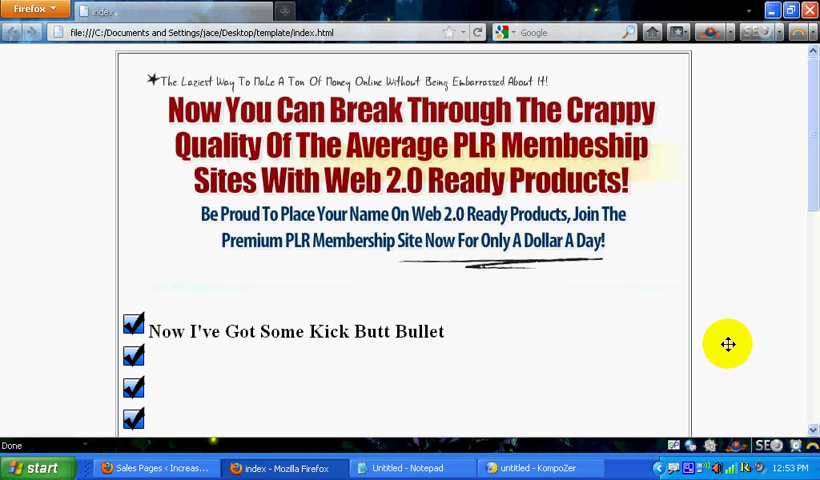 Firefox
index
file:///C:/Documents and Settings/jace/Desktop/template/index.html
Google
SEO
The Laziest Way To Make A Ton Of Money Online Without Being Embarrassed About It!
Now You Can Break Through The Crappy
Quality Of The Average PLR Membeship
Sites With Web 2.0 Ready Products!
Be Proud To Place Your Name On Web 2.0 Ready Products, Join The
Premium PLR Membership Site Now For Only A Dollar A Day!
Now I've Got Some Kick Butt Bullet
Done
SEO
start
Sales Pages < Increas...
index - Mozilla Firefox
Untitled - Notepad
untitled - KompoZer
12:53 PM